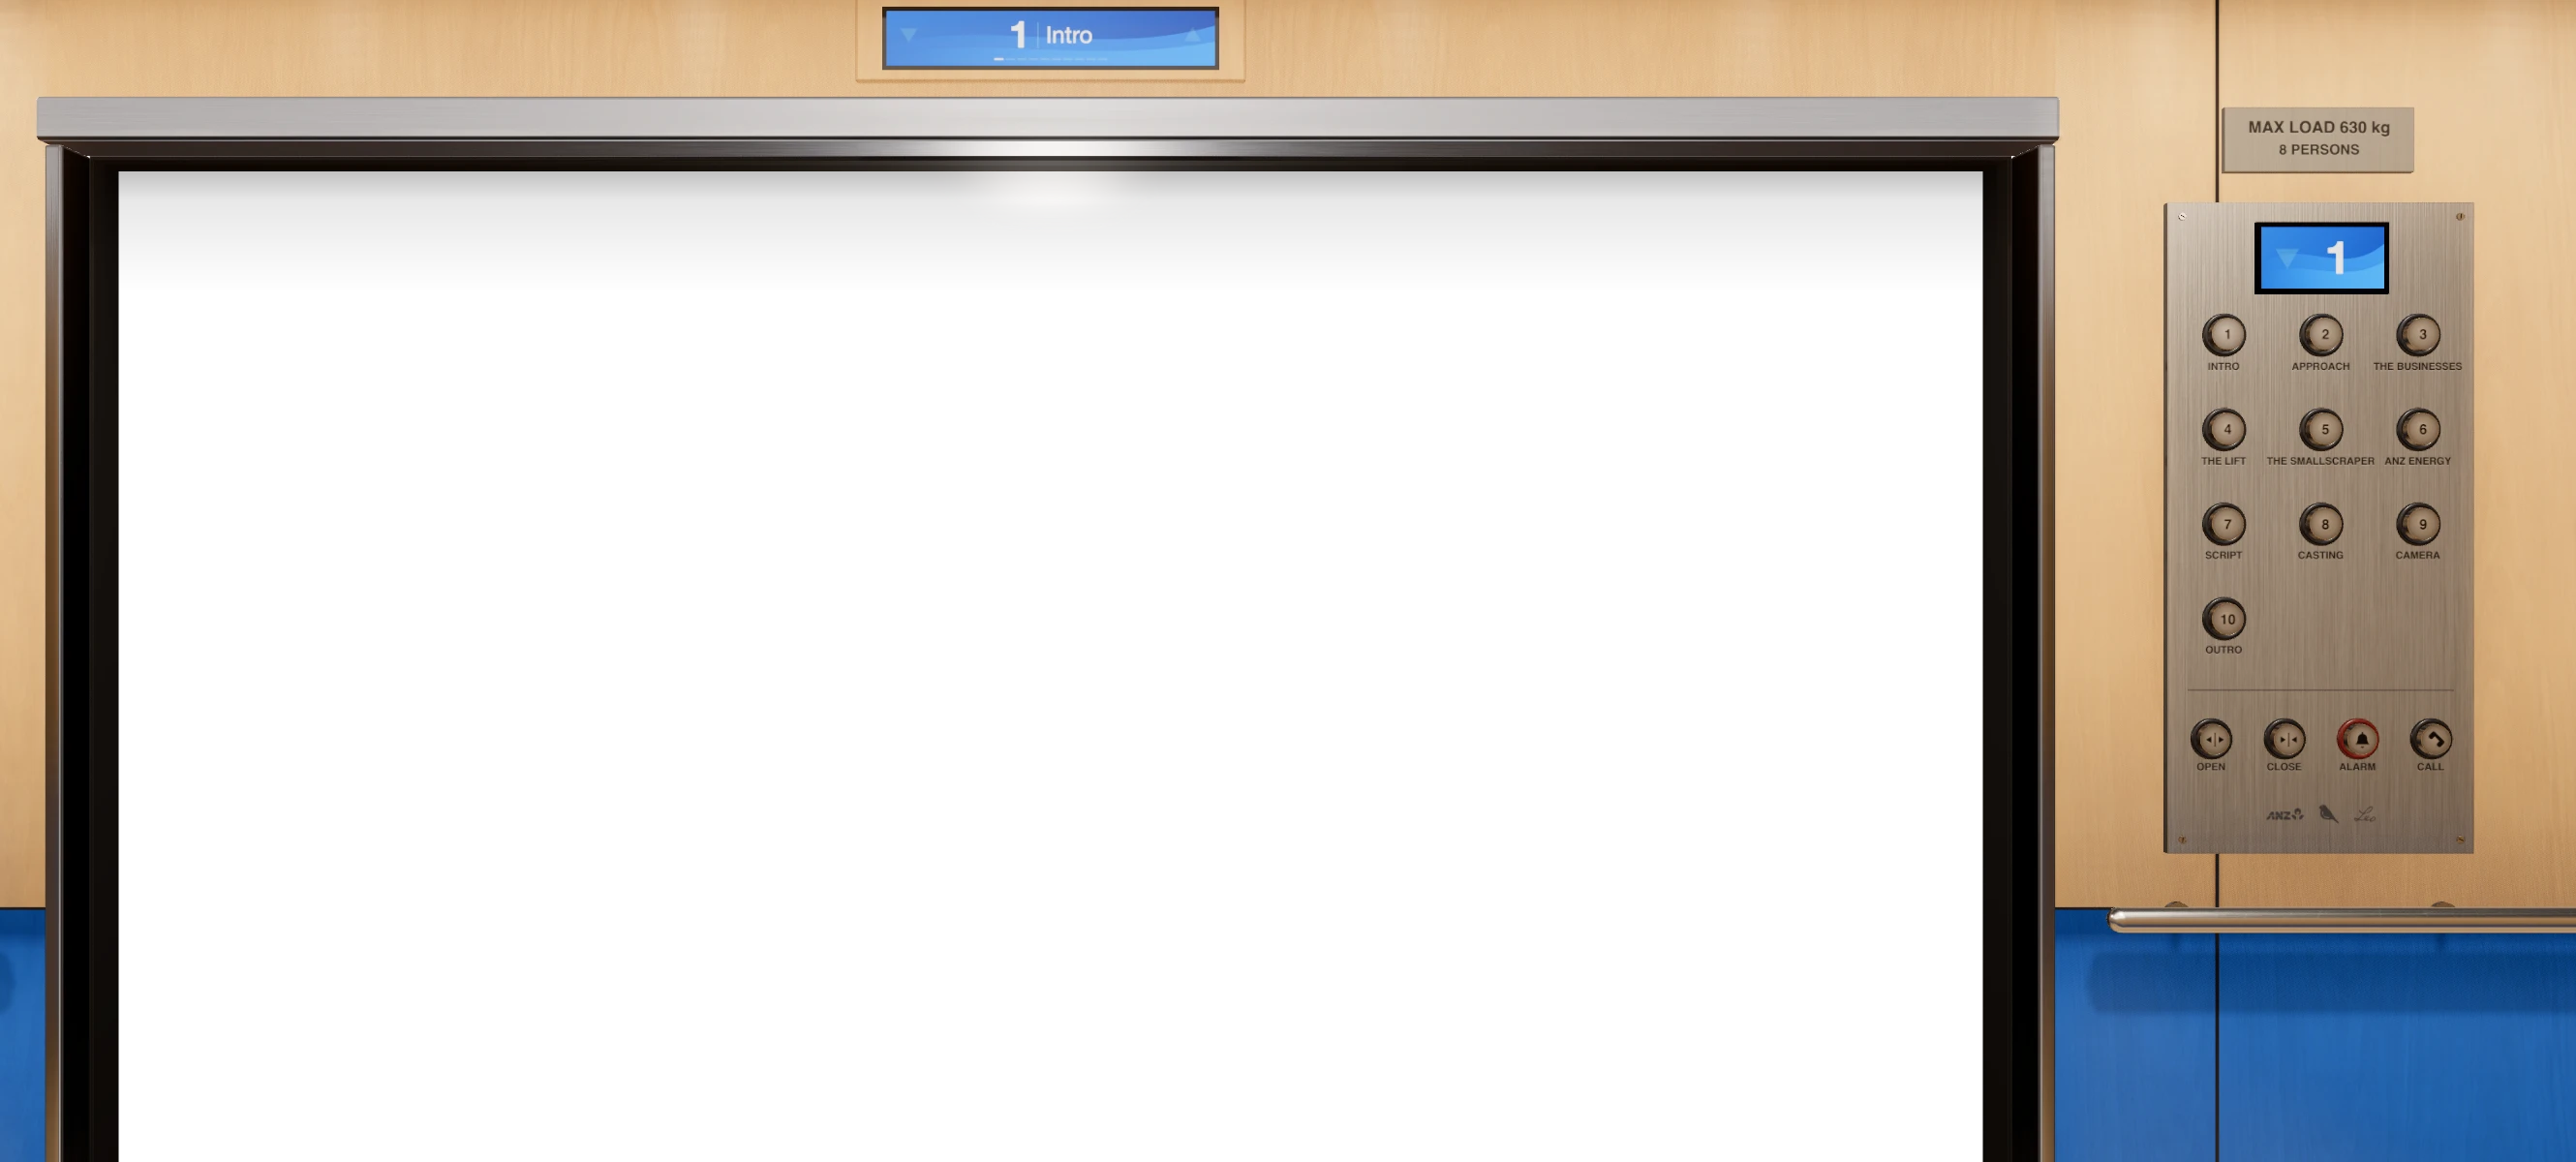 1 Intro
MAX LOAD 630 kg
8 PERSONS
1
1 2 3
INTRO APPROACH THE BUSINESSES
4 5 6
THE LIFT THE SMALLSCRAPER ANZ ENERGY
7 8 9
SCRIPT CASTING CAMERA
10
OUTRO
OPEN CLOSE ALARM CALL
ANZ Leo